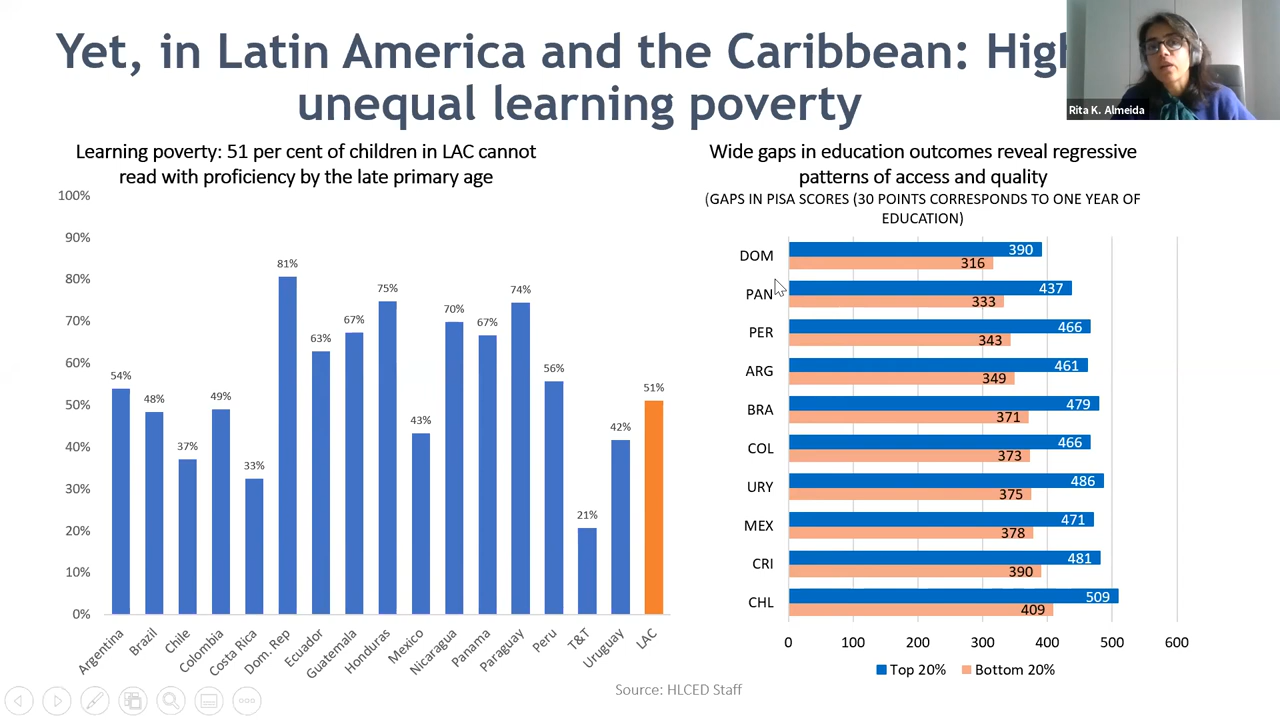 Yet, in Latin America and the Caribbean: Hig
unequal learning poverty
Rita K. Almeida
Learning poverty: 51 per cent of children in LAC cannot
read with proficiency by the late primary age
100%
90%
80%
70%
60%
50%
40%
30%
20%
10%
0%
54%
48%
37%
49%
33%
81%
63%
67%
75%
43%
70%
67%
74%
56%
21%
42%
51%
Argentina
Brazil
Chile
Colombia
Costa Rica
Dom. Rep
Ecuador
Guatemala
Honduras
Mexico
Nicaragua
Panama
Paraguay
Peru
T&T
Uruguay
LAC
Wide gaps in education outcomes reveal regressive
patterns of access and quality
(GAPS IN PISA SCORES (30 POINTS CORRESPONDS TO ONE YEAR OF
EDUCATION)
DOM 390
316
PAN 437
333
PER 466
343
ARG 461
349
BRA 479
371
COL 466
373
URY 486
375
MEX 471
378
CRI 481
390
CHL 509
409
0 100 200 300 400 500 600
Top 20% Bottom 20%
Source: HLCED Staff